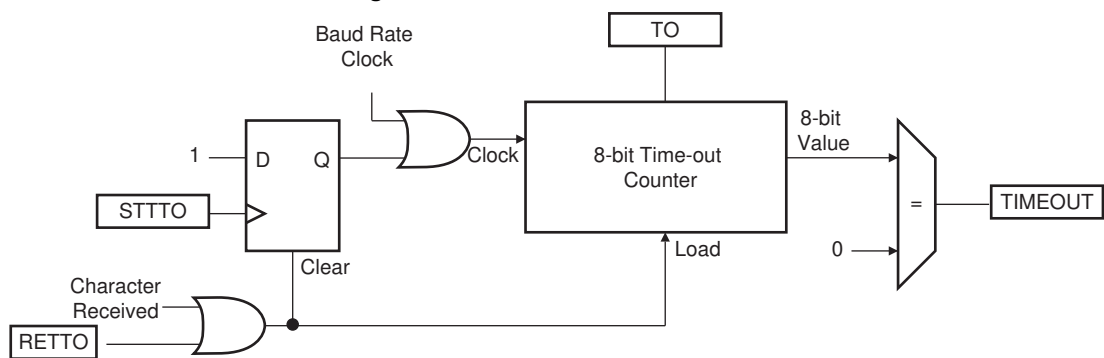 TO
Baud Rate
Clock
1
D
Q
STTTO
Clear
Clock
8-bit Time-out
Counter
8-bit
Value
=
0
TIMEOUT
Load
Character
Received
RETTO